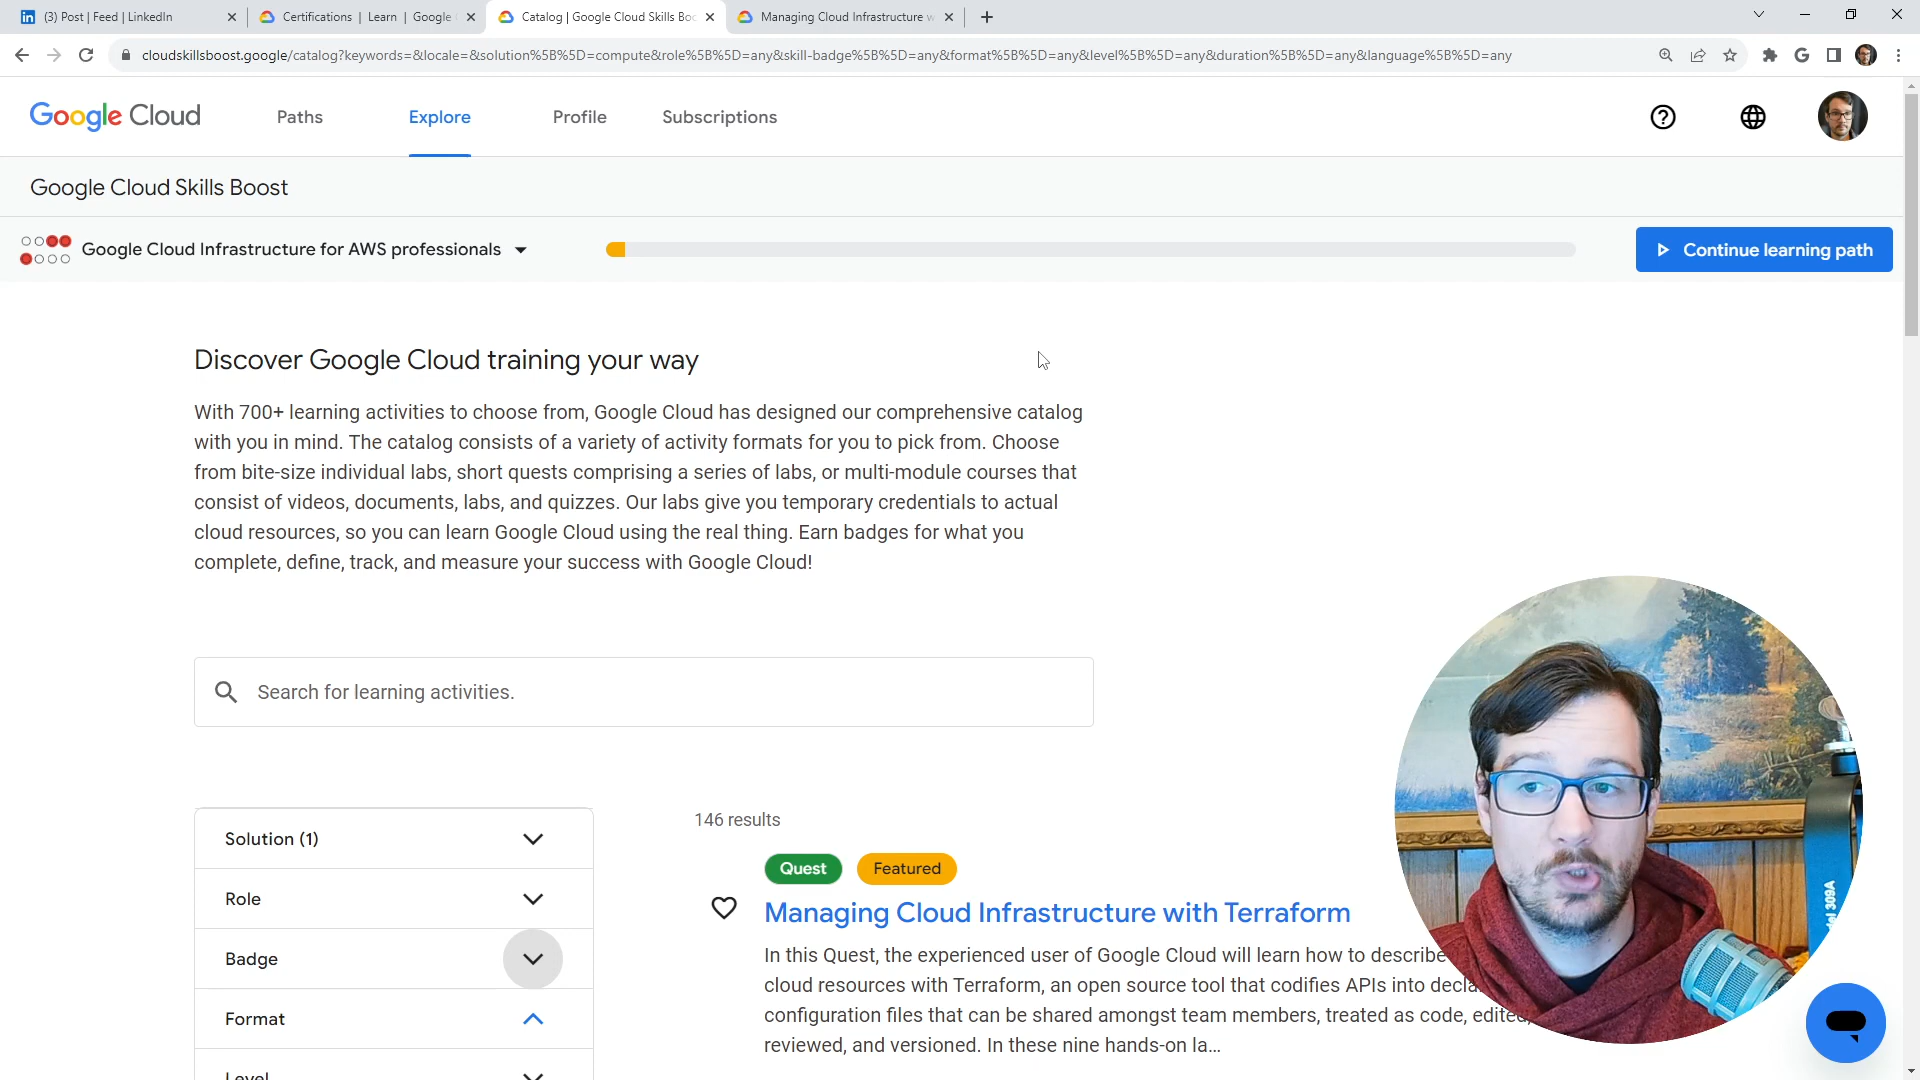 (3) Post | Feed | LinkedIn
Certifications | Learn | Google
Catalog | Google Cloud Skills Boo
Managing Cloud Infrastructure w
cloudskillsboost.google/catalog?keywords=&locale=&solution%5B%5D=compute&role%5B%5D=any&skill-badge%5B%5D=any&format%5B%5D=any&level%5B%5D=any&duration%5B%5D=any&language%5B%5D=any
Google Cloud
Paths
Explore
Profile
Subscriptions
Google Cloud Skills Boost
Google Cloud Infrastructure for AWS professionals
Continue learning path
Discover Google Cloud training your way
With 700+ learning activities to choose from, Google Cloud has designed our comprehensive catalog
with you in mind. The catalog consists of a variety of activity formats for you to pick from. Choose
from bite-size individual labs, short quests comprising a series of labs, or multi-module courses that
consist of videos, documents, labs, and quizzes. Our labs give you temporary credentials to actual
cloud resources, so you can learn Google Cloud using the real thing. Earn badges for what you
complete, define, track, and measure your success with Google Cloud!
Search for learning activities.
Solution (1)
Role
Badge
Format
Level
146 results
Quest
Featured
Managing Cloud Infrastructure with Terraform
In this Quest, the experienced user of Google Cloud will learn how to describe
cloud resources with Terraform, an open source tool that codifies APIs into decla
configuration files that can be shared amongst team members, treated as code, edited,
reviewed, and versioned. In these nine hands-on la...
309A